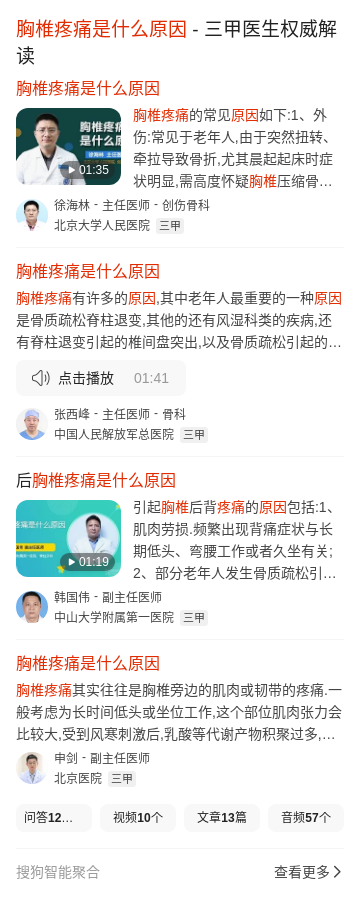 胸椎疼痛是什么原因 - 三甲医生权威解
读
胸椎疼痛是什么原因
胸椎疼痛的常见原因如下:1、外
伤:常见于老年人,由于突然扭转、
牵拉导致骨折,尤其晨起起床时症
状明显,需高度怀疑胸椎压缩骨…
01:35
徐海林 - 主任医师 - 创伤骨科
北京大学人民医院 三甲
胸椎疼痛是什么原因
胸椎疼痛有许多的原因,其中老年人最重要的一种原因
是骨质疏松脊柱退变,其他的还有风湿科类的疾病,还
有脊柱退变引起的椎间盘突出,以及骨质疏松引起的…
点击播放 01:41
张西峰 - 主任医师 - 骨科
中国人民解放军总医院 三甲
后胸椎疼痛是什么原因
引起胸椎后背疼痛的原因包括:1、
肌肉劳损.频繁出现背痛症状与长
期低头、弯腰工作或者久坐有关;
2、部分老年人发生骨质疏松引…
疼痛是什么原因
01:19
韩国伟 - 副主任医师
中山大学附属第一医院 三甲
胸椎疼痛是什么原因
胸椎疼痛其实往往是胸椎旁边的肌肉或韧带的疼痛.一
般考虑为长时间低头或坐位工作,这个部位肌肉张力会
比较大,受到风寒刺激后,乳酸等代谢产物积聚过多,…
申剑 - 副主任医师
北京医院 三甲
问答12… 视频10个 文章13篇 音频57个
搜狗智能聚合 查看更多